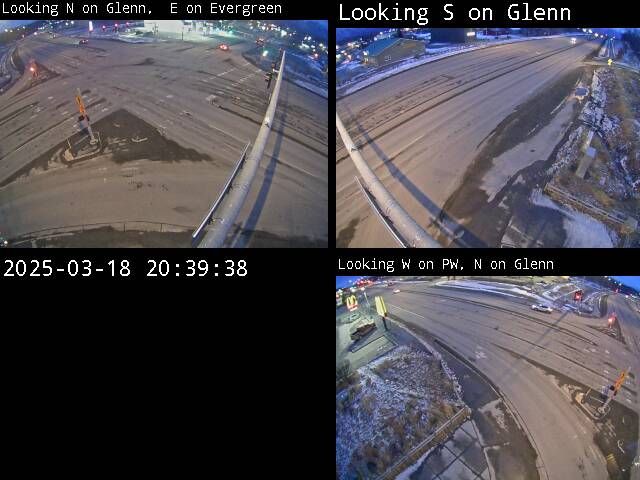 Looking N on Glenn,  E on Evergreen
Looking S on Glenn
2025-03-18 20:39:38
Looking W on PW, N on Glenn